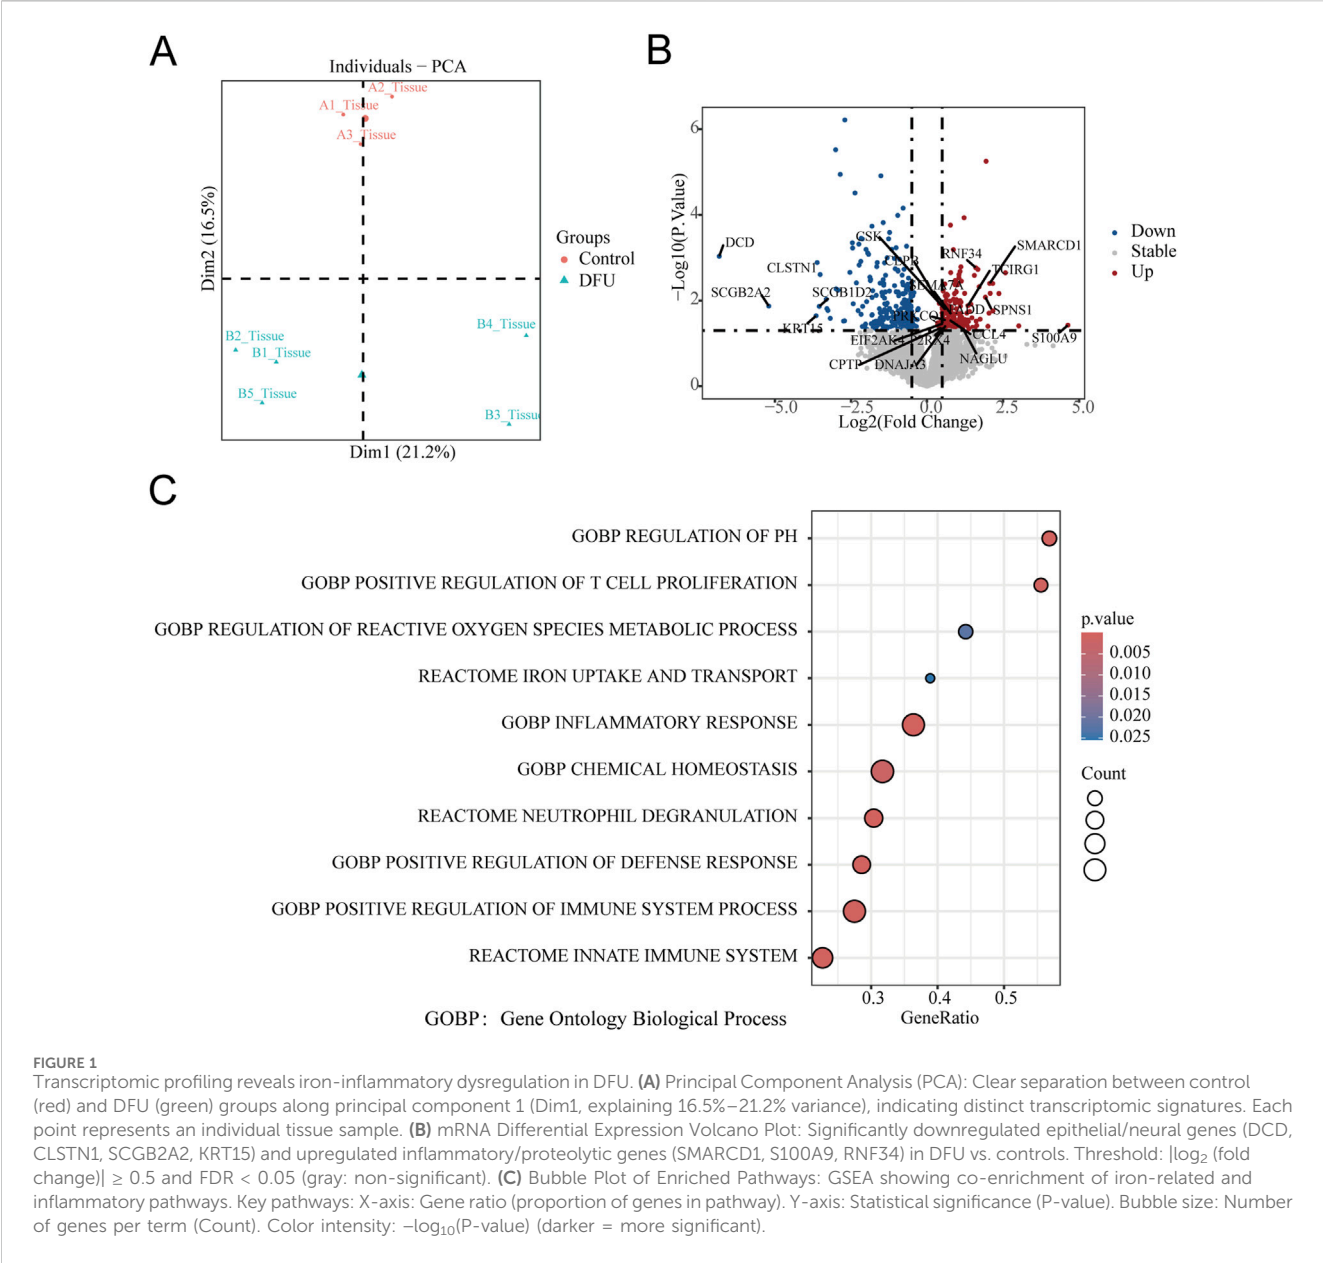 A
Individuals − PCA
A2_Tissue
A1_Tissue
A3_Tissue
B4_Tissue
B2_Tissue
B1_Tissue
B5_Tissue
B3_Tissue
Dim2 (16.5%)
Dim1 (21.2%)
Groups
Control
DFU
B
−Log10(P.Value)
6
4
2
0
DCD
CSK
RNF34
SMARCD1
CLSTN1
TCIRG1
SCGB2A2
SCGB1D2
SEMA7A
SPNS1
KRT15
CCL4
S100A9
EIF2AK4
P2RX4
CPTP
DNAJA3
NAGLU
−5.0
−2.5
0.0
2.5
5.0
Log2(Fold Change)
Down
Stable
Up
C
GOBP REGULATION OF PH
GOBP POSITIVE REGULATION OF T CELL PROLIFERATION
GOBP REGULATION OF REACTIVE OXYGEN SPECIES METABOLIC PROCESS
REACTOME IRON UPTAKE AND TRANSPORT
GOBP INFLAMMATORY RESPONSE
GOBP CHEMICAL HOMEOSTASIS
REACTOME NEUTROPHIL DEGRANULATION
GOBP POSITIVE REGULATION OF DEFENSE RESPONSE
GOBP POSITIVE REGULATION OF IMMUNE SYSTEM PROCESS
REACTOME INNATE IMMUNE SYSTEM
0.3
0.4
0.5
GeneRatio
GOBP: Gene Ontology Biological Process
p.value
0.005
0.010
0.015
0.020
0.025
Count
FIGURE 1
Transcriptomic profiling reveals iron-inflammatory dysregulation in DFU. (A) Principal Component Analysis (PCA): Clear separation between control
(red) and DFU (green) groups along principal component 1 (Dim1, explaining 16.5%–21.2% variance), indicating distinct transcriptomic signatures. Each
point represents an individual tissue sample. (B) mRNA Differential Expression Volcano Plot: Significantly downregulated epithelial/neural genes (DCD,
CLSTN1, SCGB2A2, KRT15) and upregulated inflammatory/proteolytic genes (SMARCD1, S100A9, RNF34) in DFU vs. controls. Threshold: |log₂ (fold
change)| ≥ 0.5 and FDR < 0.05 (gray: non-significant). (C) Bubble Plot of Enriched Pathways: GSEA showing co-enrichment of iron-related and
inflammatory pathways. Key pathways: X-axis: Gene ratio (proportion of genes in pathway). Y-axis: Statistical significance (P-value). Bubble size: Number
of genes per term (Count). Color intensity: –log₁₀(P-value) (darker = more significant).